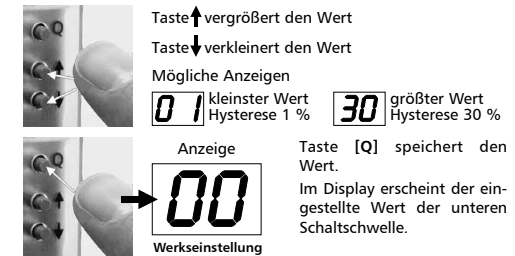 Q
Taste ↑ vergrößert den Wert
Taste ↓ verkleinert den Wert
Mögliche Anzeigen
01 kleinster Wert
Hysterese 1 %
30 größter Wert
Hysterese 30 %
Q
Anzeige
00
Werkseinstellung
Taste [Q] speichert den
Wert.
Im Display erscheint der ein-
gestellte Wert der unteren
Schaltschwelle.